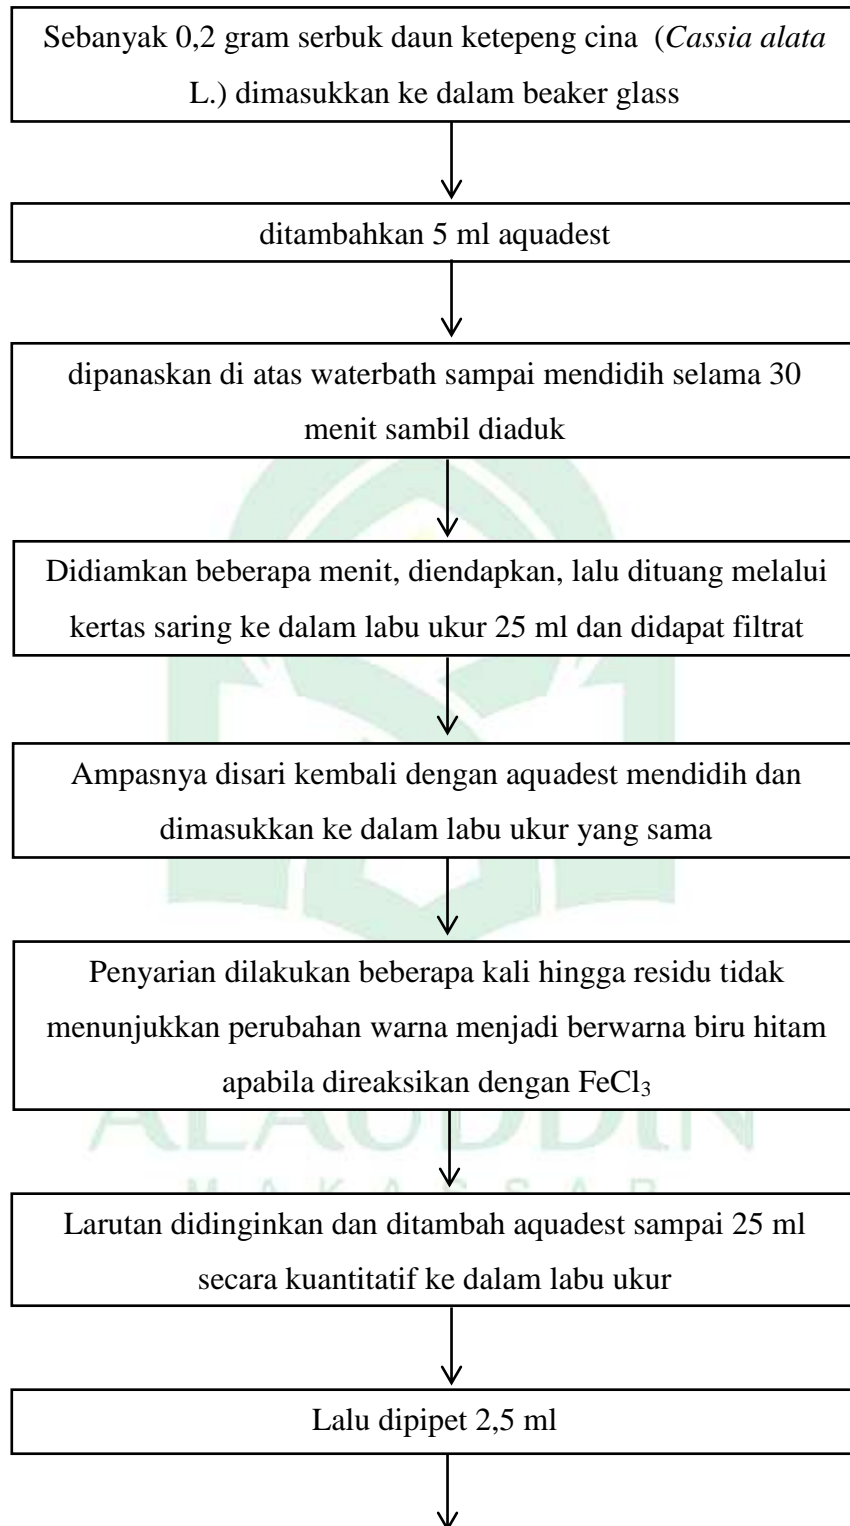 Sebanyak 0,2 gram serbuk daun ketepeng cina (Cassia alata
L.) dimasukkan ke dalam beaker glass
ditambahkan 5 ml aquadest
dipanaskan di atas waterbath sampai mendidih selama 30
menit sambil diaduk
Didiamkan beberapa menit, diendapkan, lalu dituang melalui
kertas saring ke dalam labu ukur 25 ml dan didapat filtrat
Ampasnya disari kembali dengan aquadest mendidih dan
dimasukkan ke dalam labu ukur yang sama
Penyarian dilakukan beberapa kali hingga residu tidak
menunjukkan perubahan warna menjadi berwarna biru hitam
apabila direaksikan dengan FeCl₃
ALAUDDIN
MAKASSAR
Larutan didinginkan dan ditambah aquadest sampai 25 ml
secara kuantitatif ke dalam labu ukur
Lalu dipipet 2,5 ml